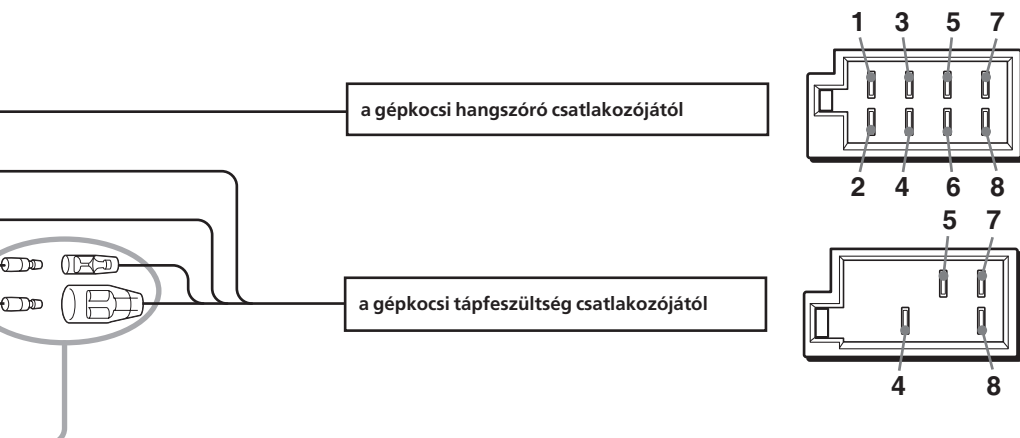 1 3 5 7
a gépkocsi hangszóró csatlakozójától
2 4 6 8
5 7
a gépkocsi tápfeszültség csatlakozójától
4 8